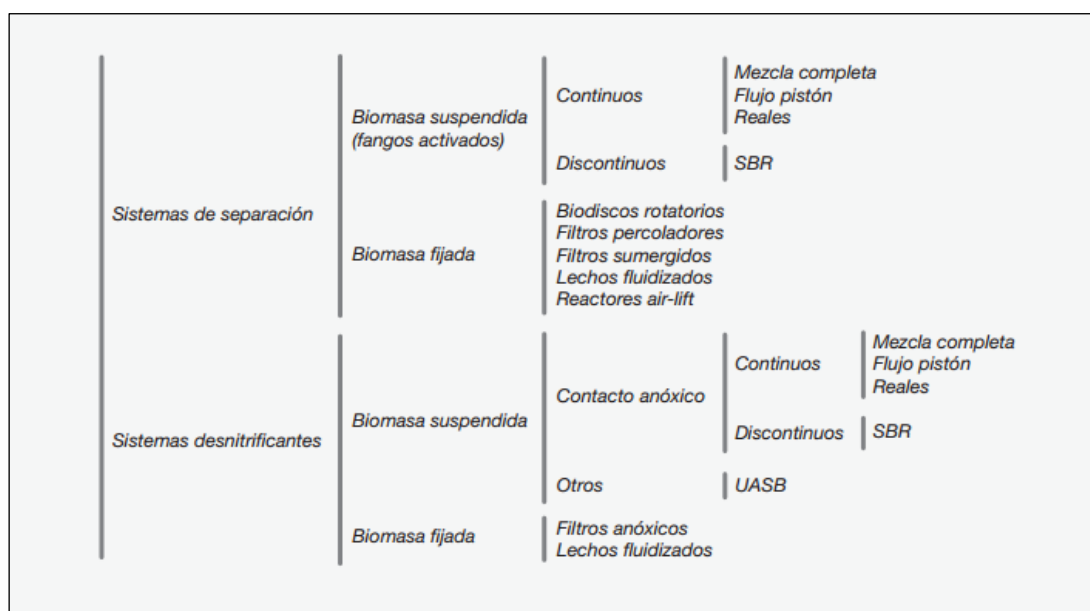 Sistemas de separación
Biomasa suspendida
(fangos activados)
Continuos
Mezcla completa
Flujo pistón
Reales
Discontinuos
SBR
Biomasa fijada
Biodiscos rotatorios
Filtros percoladores
Filtros sumergidos
Lechos fluidizados
Reactores air-lift
Sistemas desnitrificantes
Biomasa suspendida
Contacto anóxico
Continuos
Mezcla completa
Flujo pistón
Reales
Discontinuos
SBR
Otros
UASB
Biomasa fijada
Filtros anóxicos
Lechos fluidizados